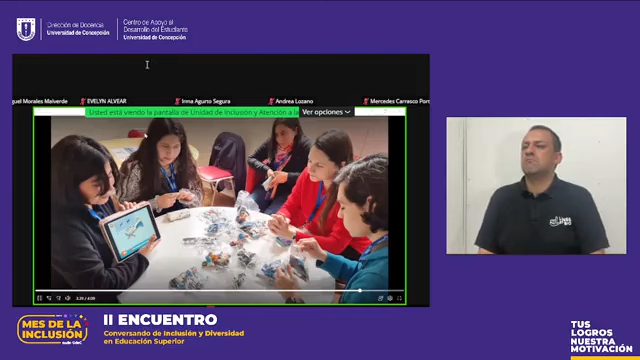 Dirección de Docencia
Universidad de Concepción
Centro de Apoyo al
Desarrollo del Estudiante
Universidad de Concepción
guel Morales Malverde
EVELYN ALVEAR
Irma Agurto Segura
Andrea Lozano
Mercedes Carrasco Port
Usted está viendo la pantalla de Unidad de Inclusión y Atención a la
Ver opciones
MES DE LA
INCLUSIÓN
II ENCUENTRO
Conversando de Inclusión y Diversidad
en Educación Superior
TUS
LOGROS
NUESTRA
MOTIVACIÓN